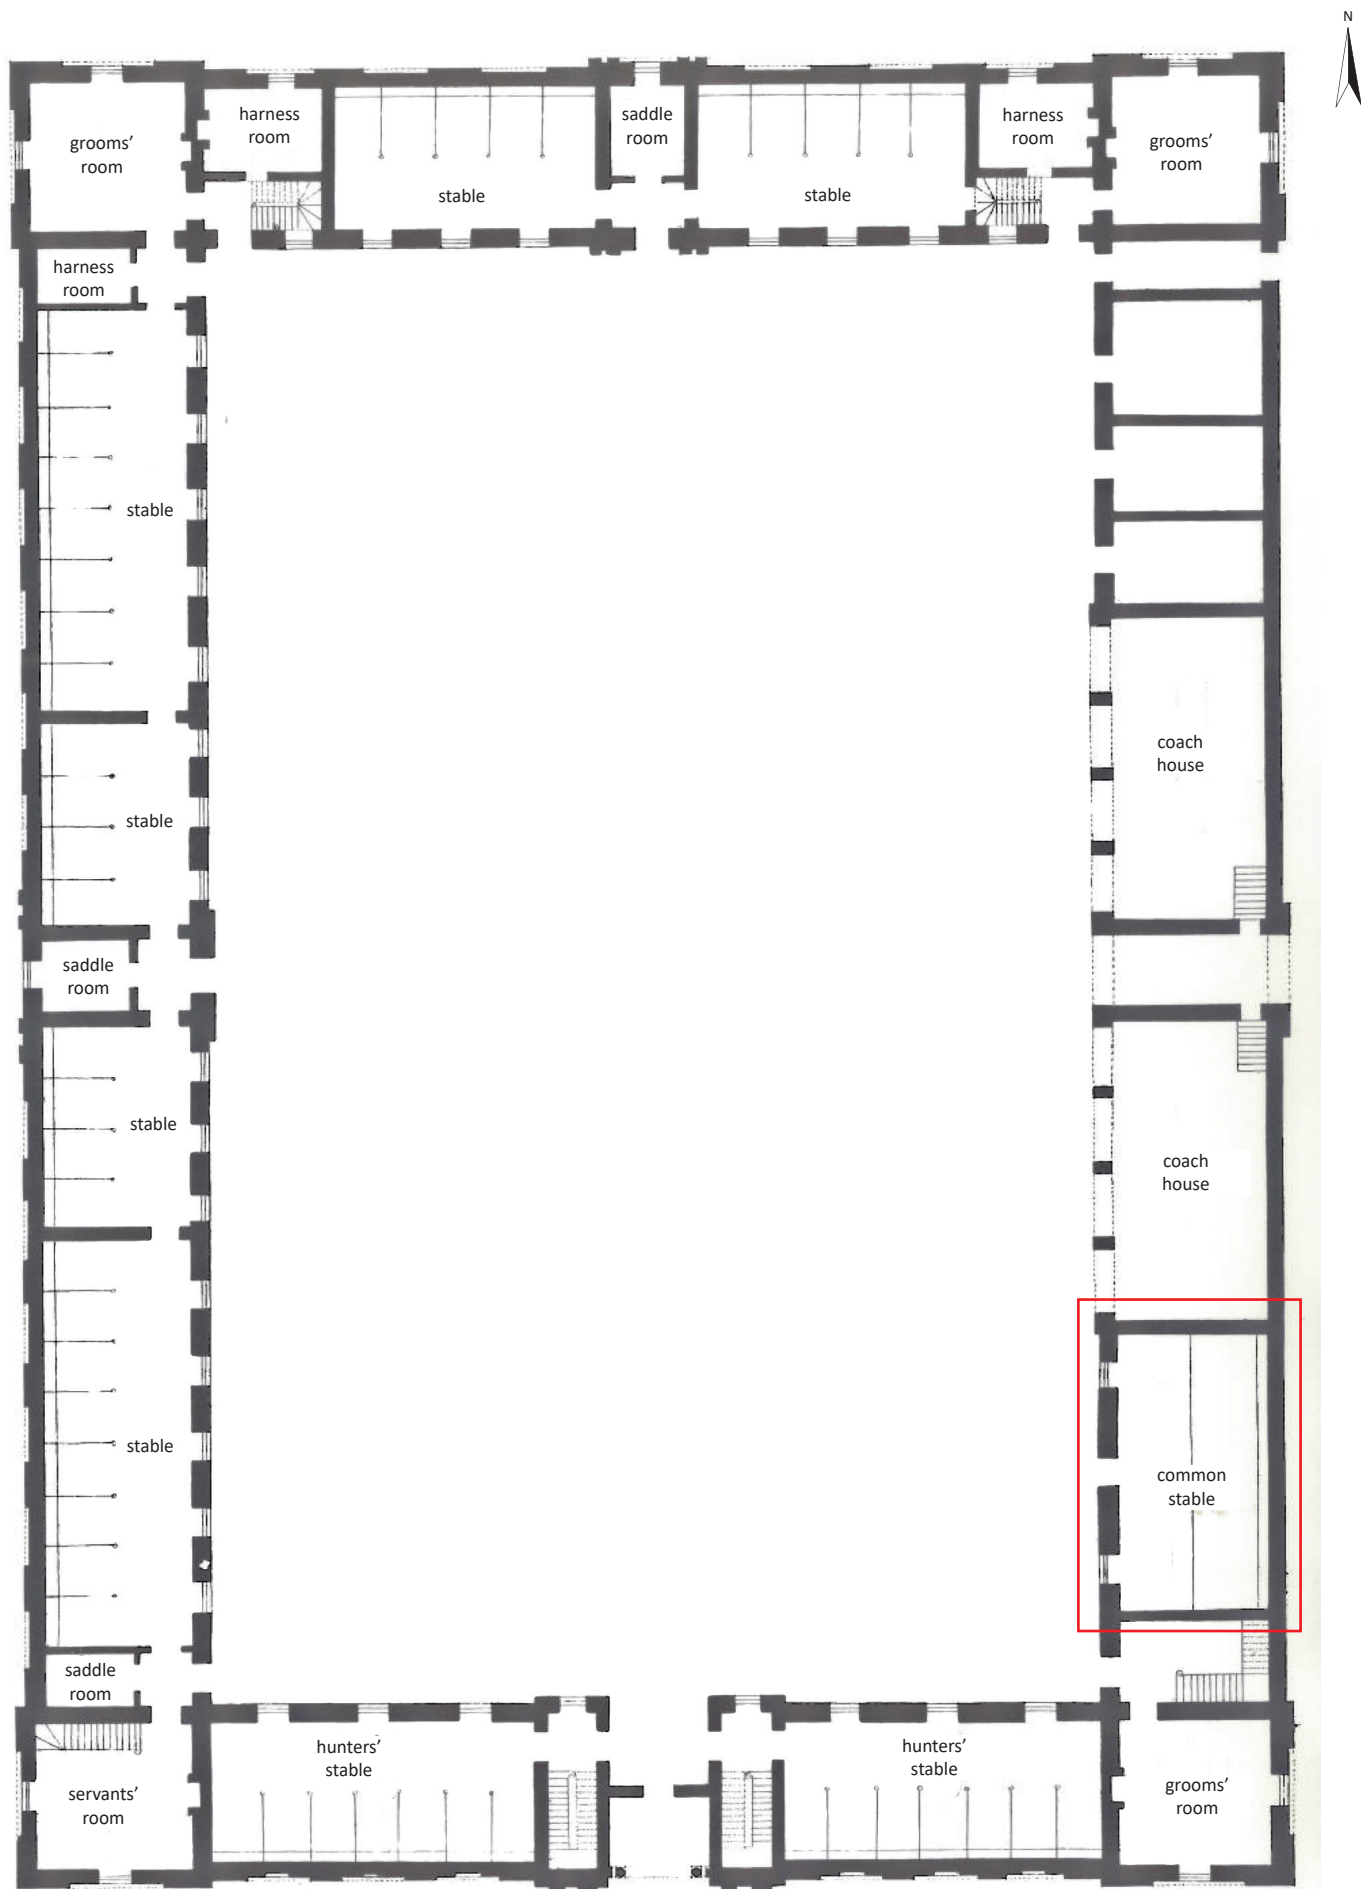 N
grooms’
room
harness
room
stable
saddle
room
stable
harness
room
grooms’
room
harness
room
stable
coach
house
stable
saddle
room
stable
coach
house
stable
common
stable
saddle
room
servants’
room
hunters’
stable
hunters’
stable
grooms’
room